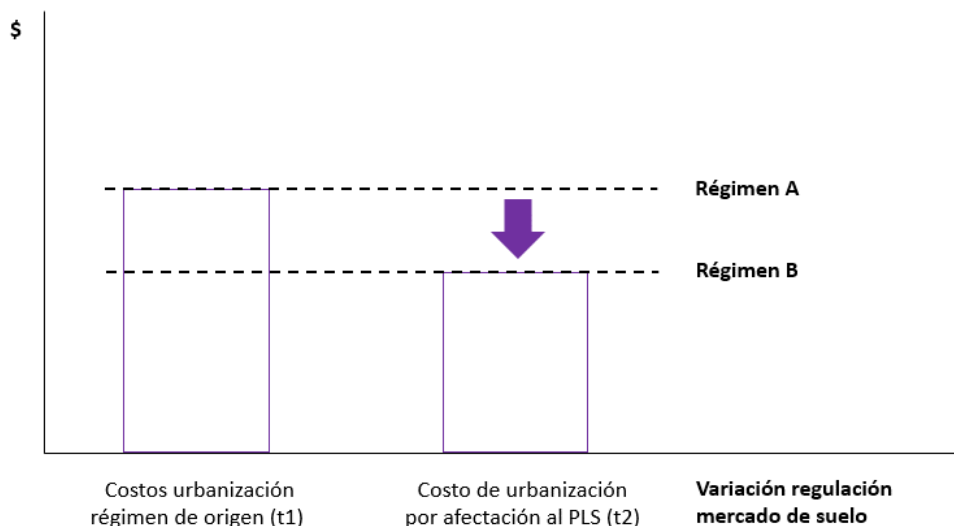 $
Régimen A
Régimen B
Costos urbanización
régimen de origen (t1)
Costo de urbanización
por afectación al PLS (t2)
Variación regulación
mercado de suelo